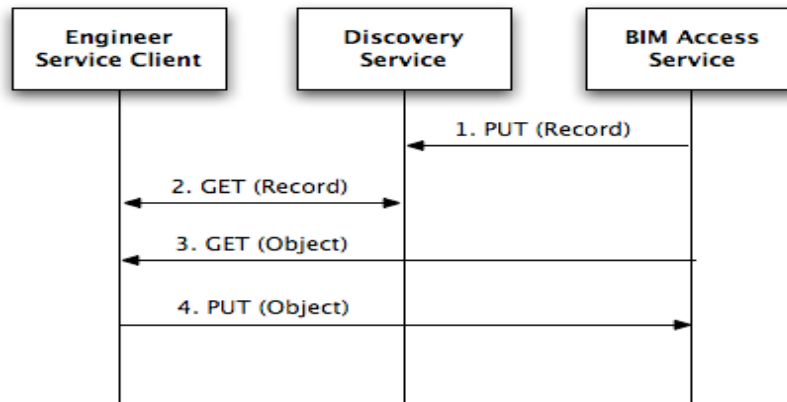 Engineer
Service Client
Discovery
Service
BIM Access
Service
1. PUT (Record)
2. GET (Record)
3. GET (Object)
4. PUT (Object)